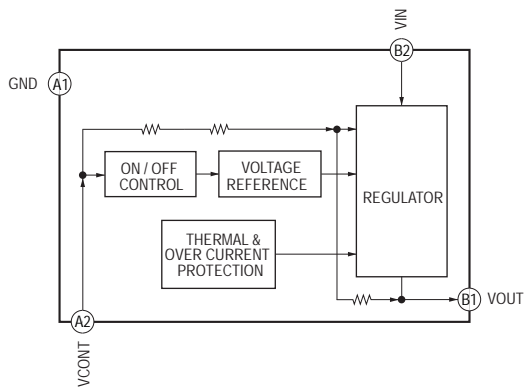 VIN
B2
GND
A1
ON / OFF
CONTROL
VOLTAGE
REFERENCE
REGULATOR
THERMAL &
OVER CURRENT
PROTECTION
B1
VOUT
A2
VCONT